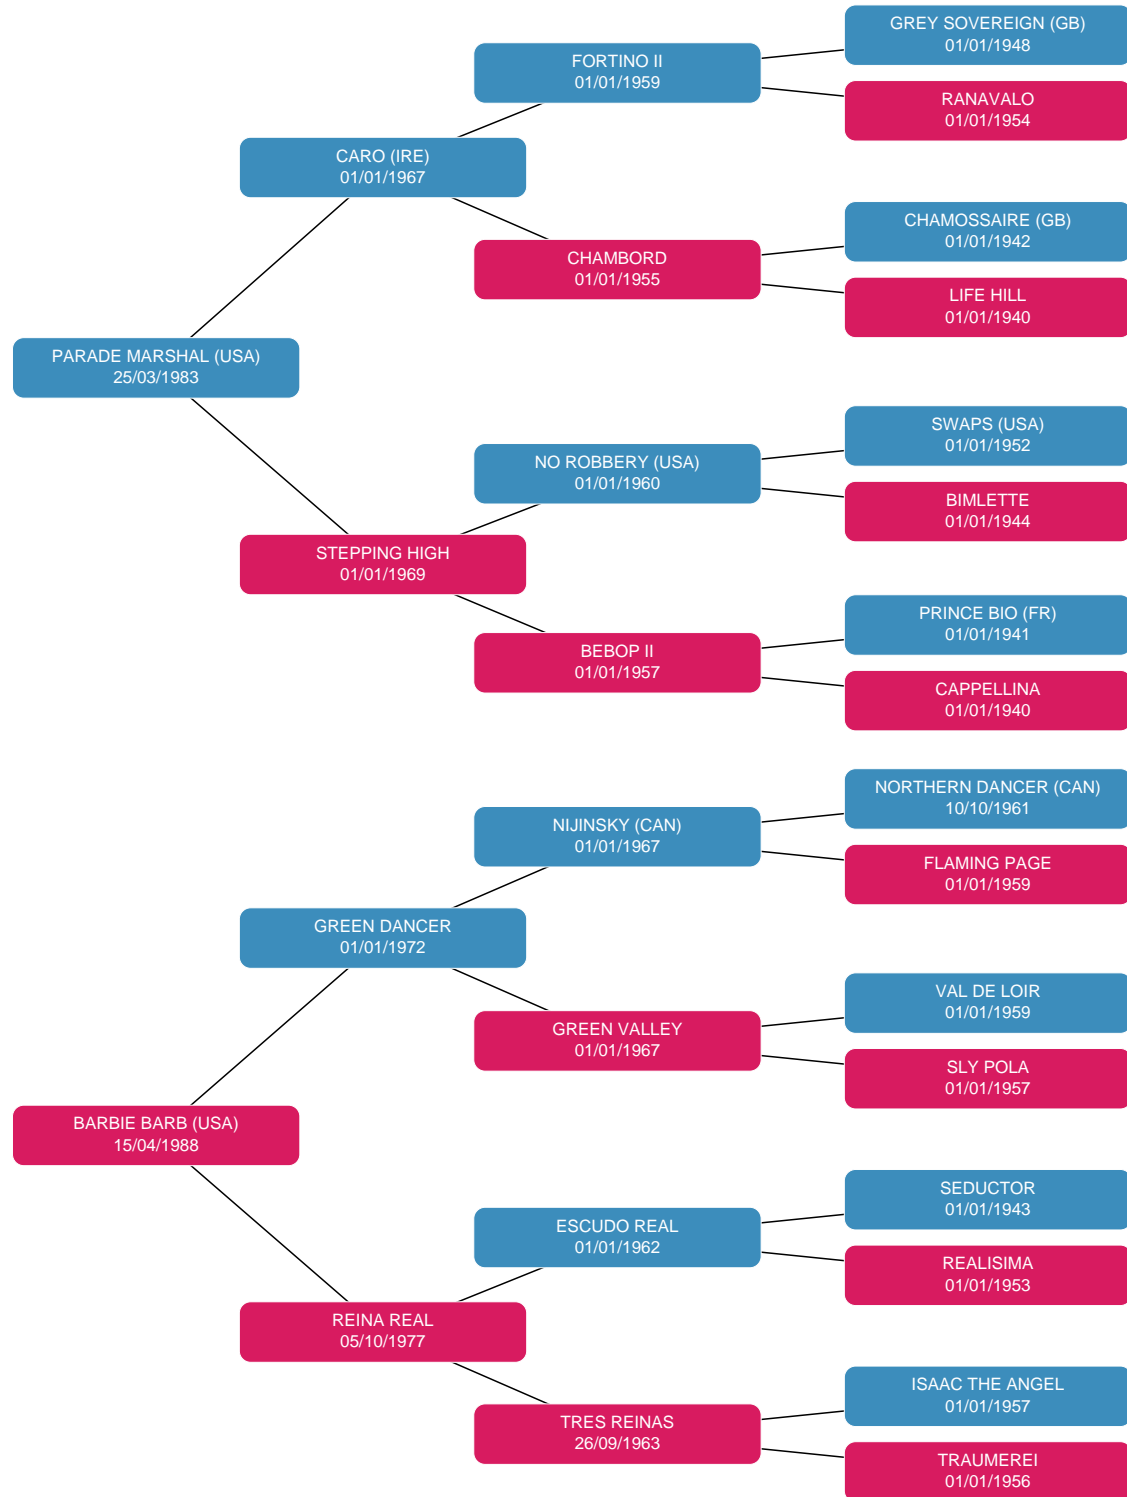 GREY SOVEREIGN (GB)
01/01/1948
FORTINO II
01/01/1959
RANAVALO
01/01/1954
CARO (IRE)
01/01/1967
CHAMOSSAIRE (GB)
01/01/1942
CHAMBORD
01/01/1955
LIFE HILL
01/01/1940
PARADE MARSHAL (USA)
25/03/1983
SWAPS (USA)
01/01/1952
NO ROBBERY (USA)
01/01/1960
BIMLETTE
01/01/1944
STEPPING HIGH
01/01/1969
PRINCE BIO (FR)
01/01/1941
BEBOP II
01/01/1957
CAPPELLINA
01/01/1940
NORTHERN DANCER (CAN)
10/10/1961
NIJINSKY (CAN)
01/01/1967
FLAMING PAGE
01/01/1959
GREEN DANCER
01/01/1972
VAL DE LOIR
01/01/1959
GREEN VALLEY
01/01/1967
SLY POLA
01/01/1957
BARBIE BARB (USA)
15/04/1988
SEDUCTOR
01/01/1943
ESCUDO REAL
01/01/1962
REALISIMA
01/01/1953
REINA REAL
05/10/1977
ISAAC THE ANGEL
01/01/1957
TRES REINAS
26/09/1963
TRAUMEREI
01/01/1956